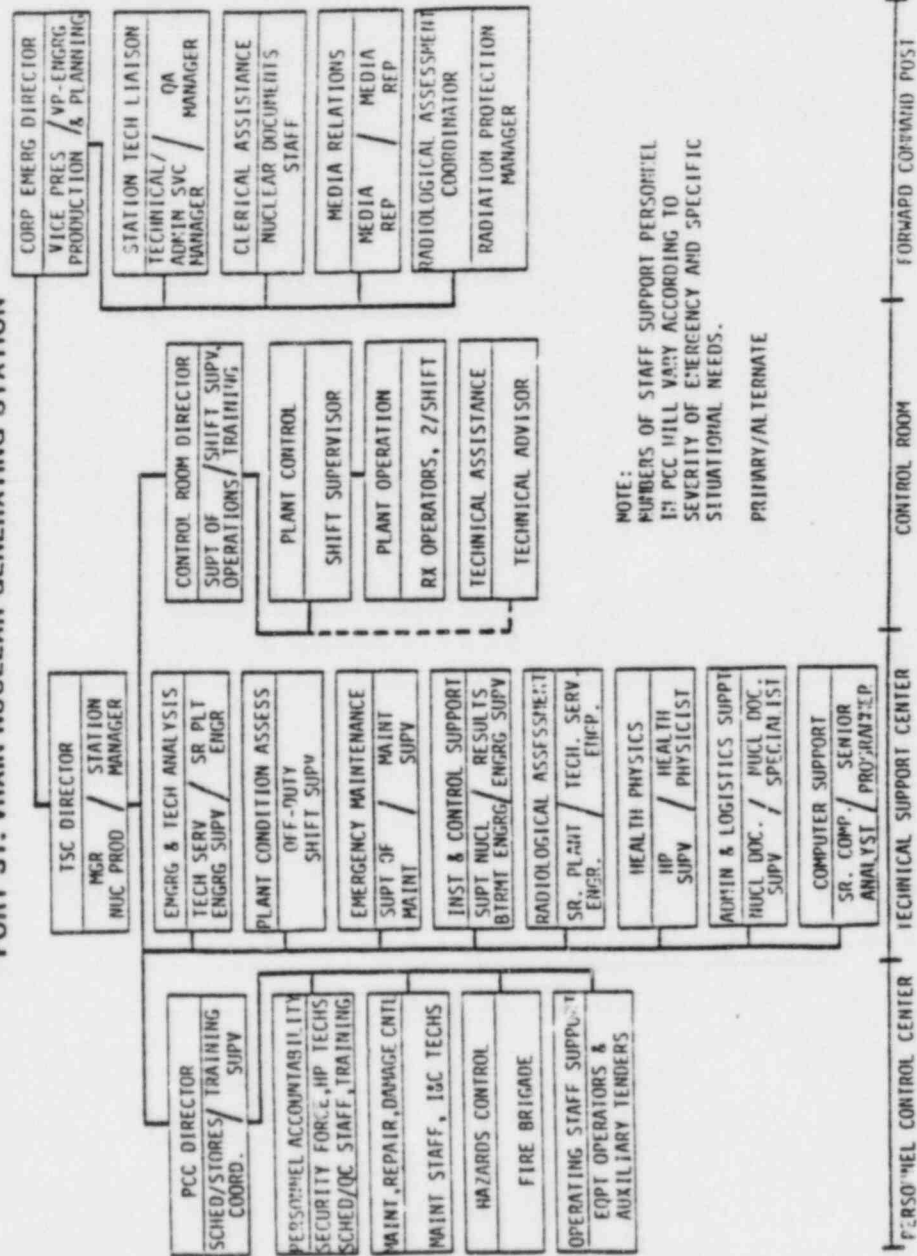 FORT ST. VRAIN NUCLEAR GENERATING STATION
CORP EMERG DIRECTOR
VICE PRES / VP-ENGRG
PRODUCTION / & PLANNING
STATION TECH LIAISON
TECHNICAL/
ADMIN SVC / QA
MANAGER / MANAGER
CLERICAL ASSISTANCE
NUCLEAR DOCUMENTS
STAFF
MEDIA RELATIONS
MEDIA / MEDIA
REP / REP
RADIOLOGICAL ASSESSMENT
COORDINATOR
RADIATION PROTECTION
MANAGER
FORWARD COMMAND POST
CONTROL ROOM DIRECTOR
SUPT OF / SHIFT SUPV.
OPERATIONS / TRAINING
PLANT CONTROL
SHIFT SUPERVISOR
PLANT OPERATION
RX OPERATORS, 2/SHIFT
TECHNICAL ASSISTANCE
TECHNICAL ADVISOR
NOTE:
NUMBERS OF STAFF SUPPORT PERSONNEL
IN PCC WILL VARY ACCORDING TO
SEVERITY OF EMERGENCY AND SPECIFIC
SITUATIONAL NEEDS.
PRIMARY/ALTERNATE
CONTROL ROOM
TSC DIRECTOR
MGR / STATION
NUC PROD / MANAGER
ENGRG & TECH ANALYSIS
TECH SERV / SR PLT
ENGRG SUPV / ENGR
PLANT CONDITION ASSESS
OFF-DUTY
SHIFT SUPV
EMERGENCY MAINTENANCE
SUPT OF / MAINT
MAINT / SUPV
INST & CONTROL SUPPORT
SUPT NUCL / RESULTS
BTRMT ENGRG / ENGRG SUPV
RADIOLOGICAL ASSESSMENT
SR. PLANT / TECH. SERV.
ENGR. / ENGR.
HEALTH PHYSICS
HP / HEALTH
SUPV / PHYSICIST
ADMIN & LOGISTICS SUPPT
NUCL DOC. / NUCL DOC.
SUPV / SPECIALIST
COMPUTER SUPPORT
SR. COMP. / SENIOR
ANALYST / PROGRAMMER
TECHNICAL SUPPORT CENTER
PCC DIRECTOR
SCHED/STORES / TRAINING
COORD. / SUPV
PERSONNEL ACCOUNTABILITY
SECURITY FORCE, HP TECHS
SCHED/QC STAFF, TRAINING
MAINT, REPAIR, DAMAGE CNTL
MAINT STAFF, I&C TECHS
HAZARDS CONTROL
FIRE BRIGADE
OPERATING STAFF SUPPORT
EQPT OPERATORS &
AUXILIARY TENDERS
PERSONNEL CONTROL CENTER